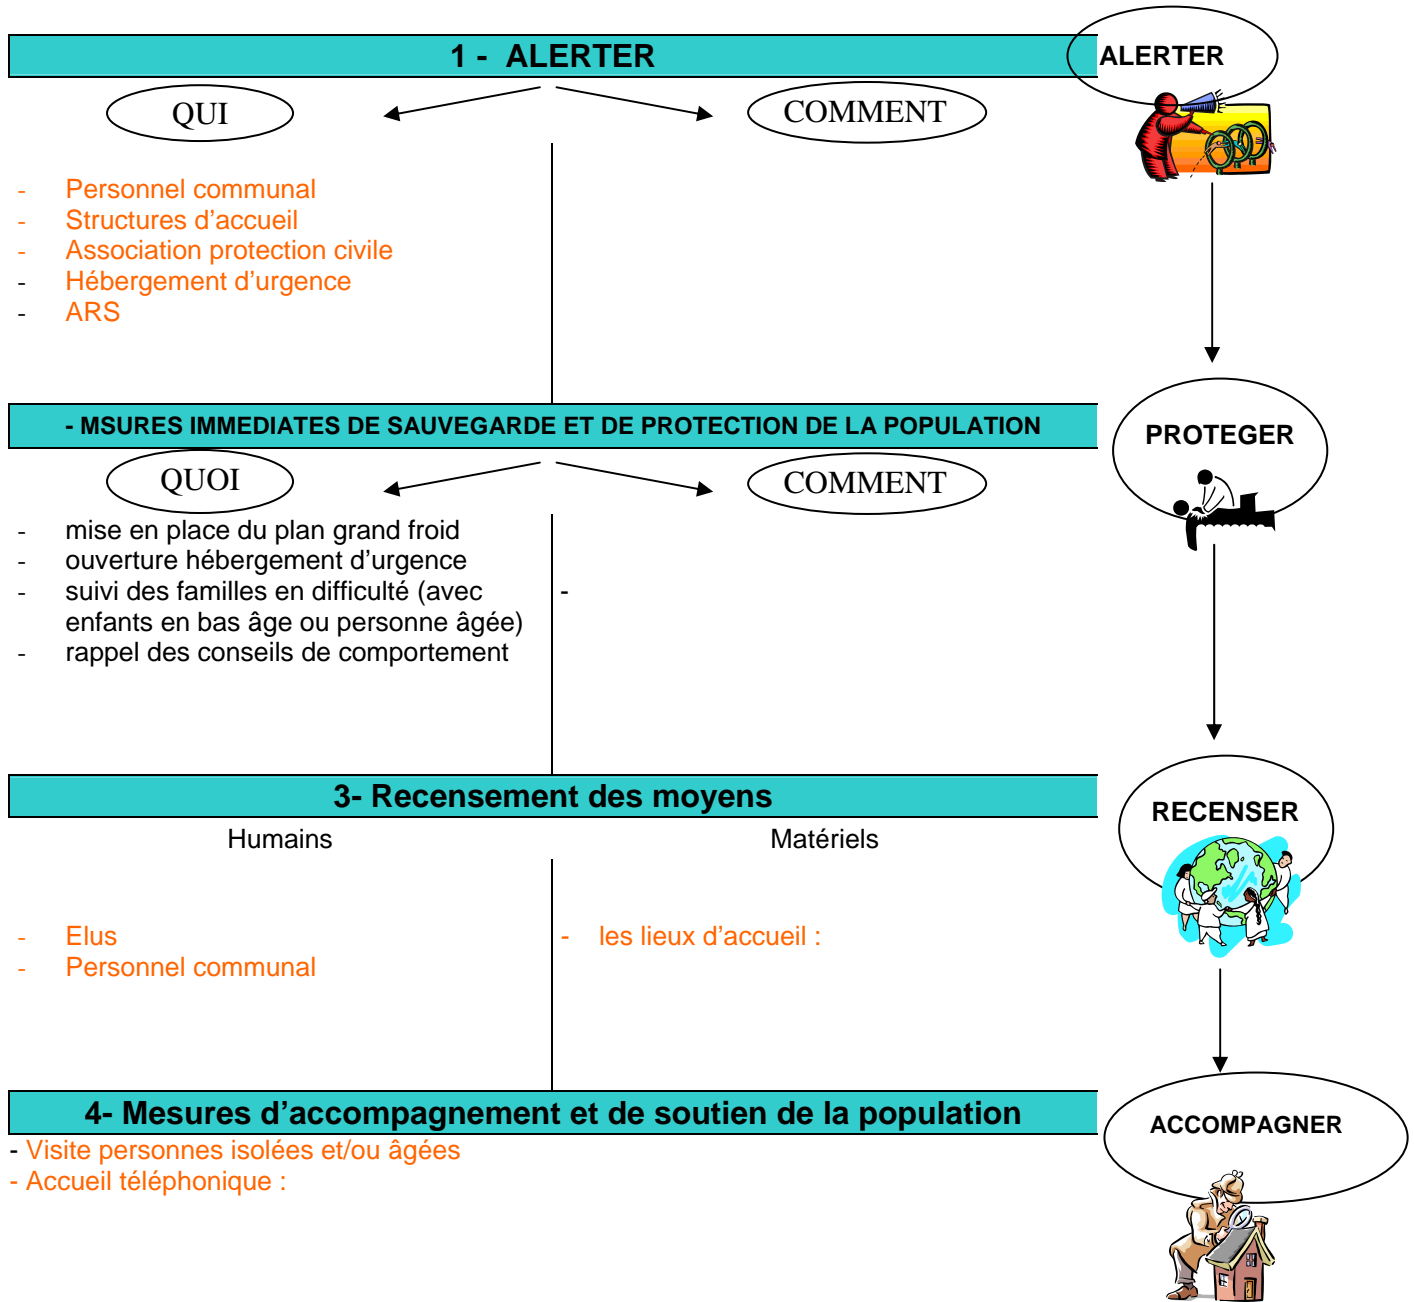 1 - ALERTER
ALERTER
QUI
COMMENT
- Personnel communal
- Structures d’accueil
- Association protection civile
- Hébergement d’urgence
- ARS
- MSURES IMMEDIATES DE SAUVEGARDE ET DE PROTECTION DE LA POPULATION
PROTEGER
QUOI
COMMENT
- mise en place du plan grand froid
- ouverture hébergement d’urgence
- suivi des familles en difficulté (avec
enfants en bas âge ou personne âgée)
- rappel des conseils de comportement
-
3- Recensement des moyens
RECENSER
Humains
Matériels
- Elus
- Personnel communal
- les lieux d’accueil :
4- Mesures d’accompagnement et de soutien de la population
ACCOMPAGNER
- Visite personnes isolées et/ou âgées
- Accueil téléphonique :